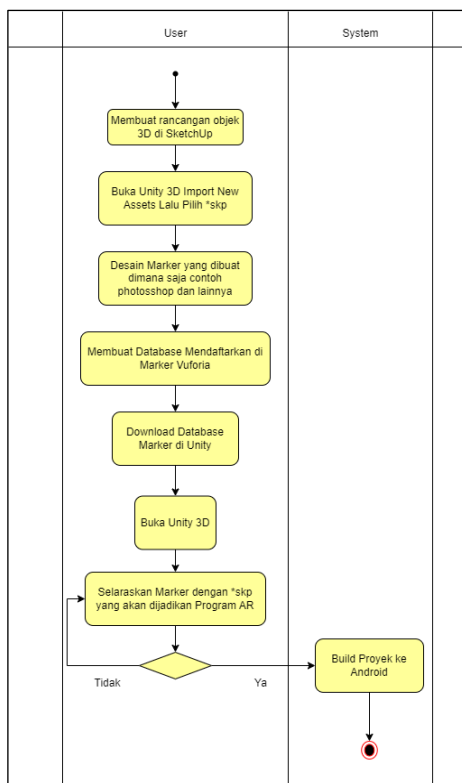 User
System
Membuat rancangan objek
3D di SketchUp
Buka Unity 3D Import New
Assets Lalu Pilih *skp
Desain Marker yang dibuat
dimana saja contoh
photosshop dan lainnya
Membuat Database Mendaftarkan di
Marker Vuforia
Download Database
Marker di Unity
Buka Unity 3D
Selaraskan Marker dengan *skp
yang akan dijadikan Program AR
Tidak
Ya
Build Proyek ke
Android